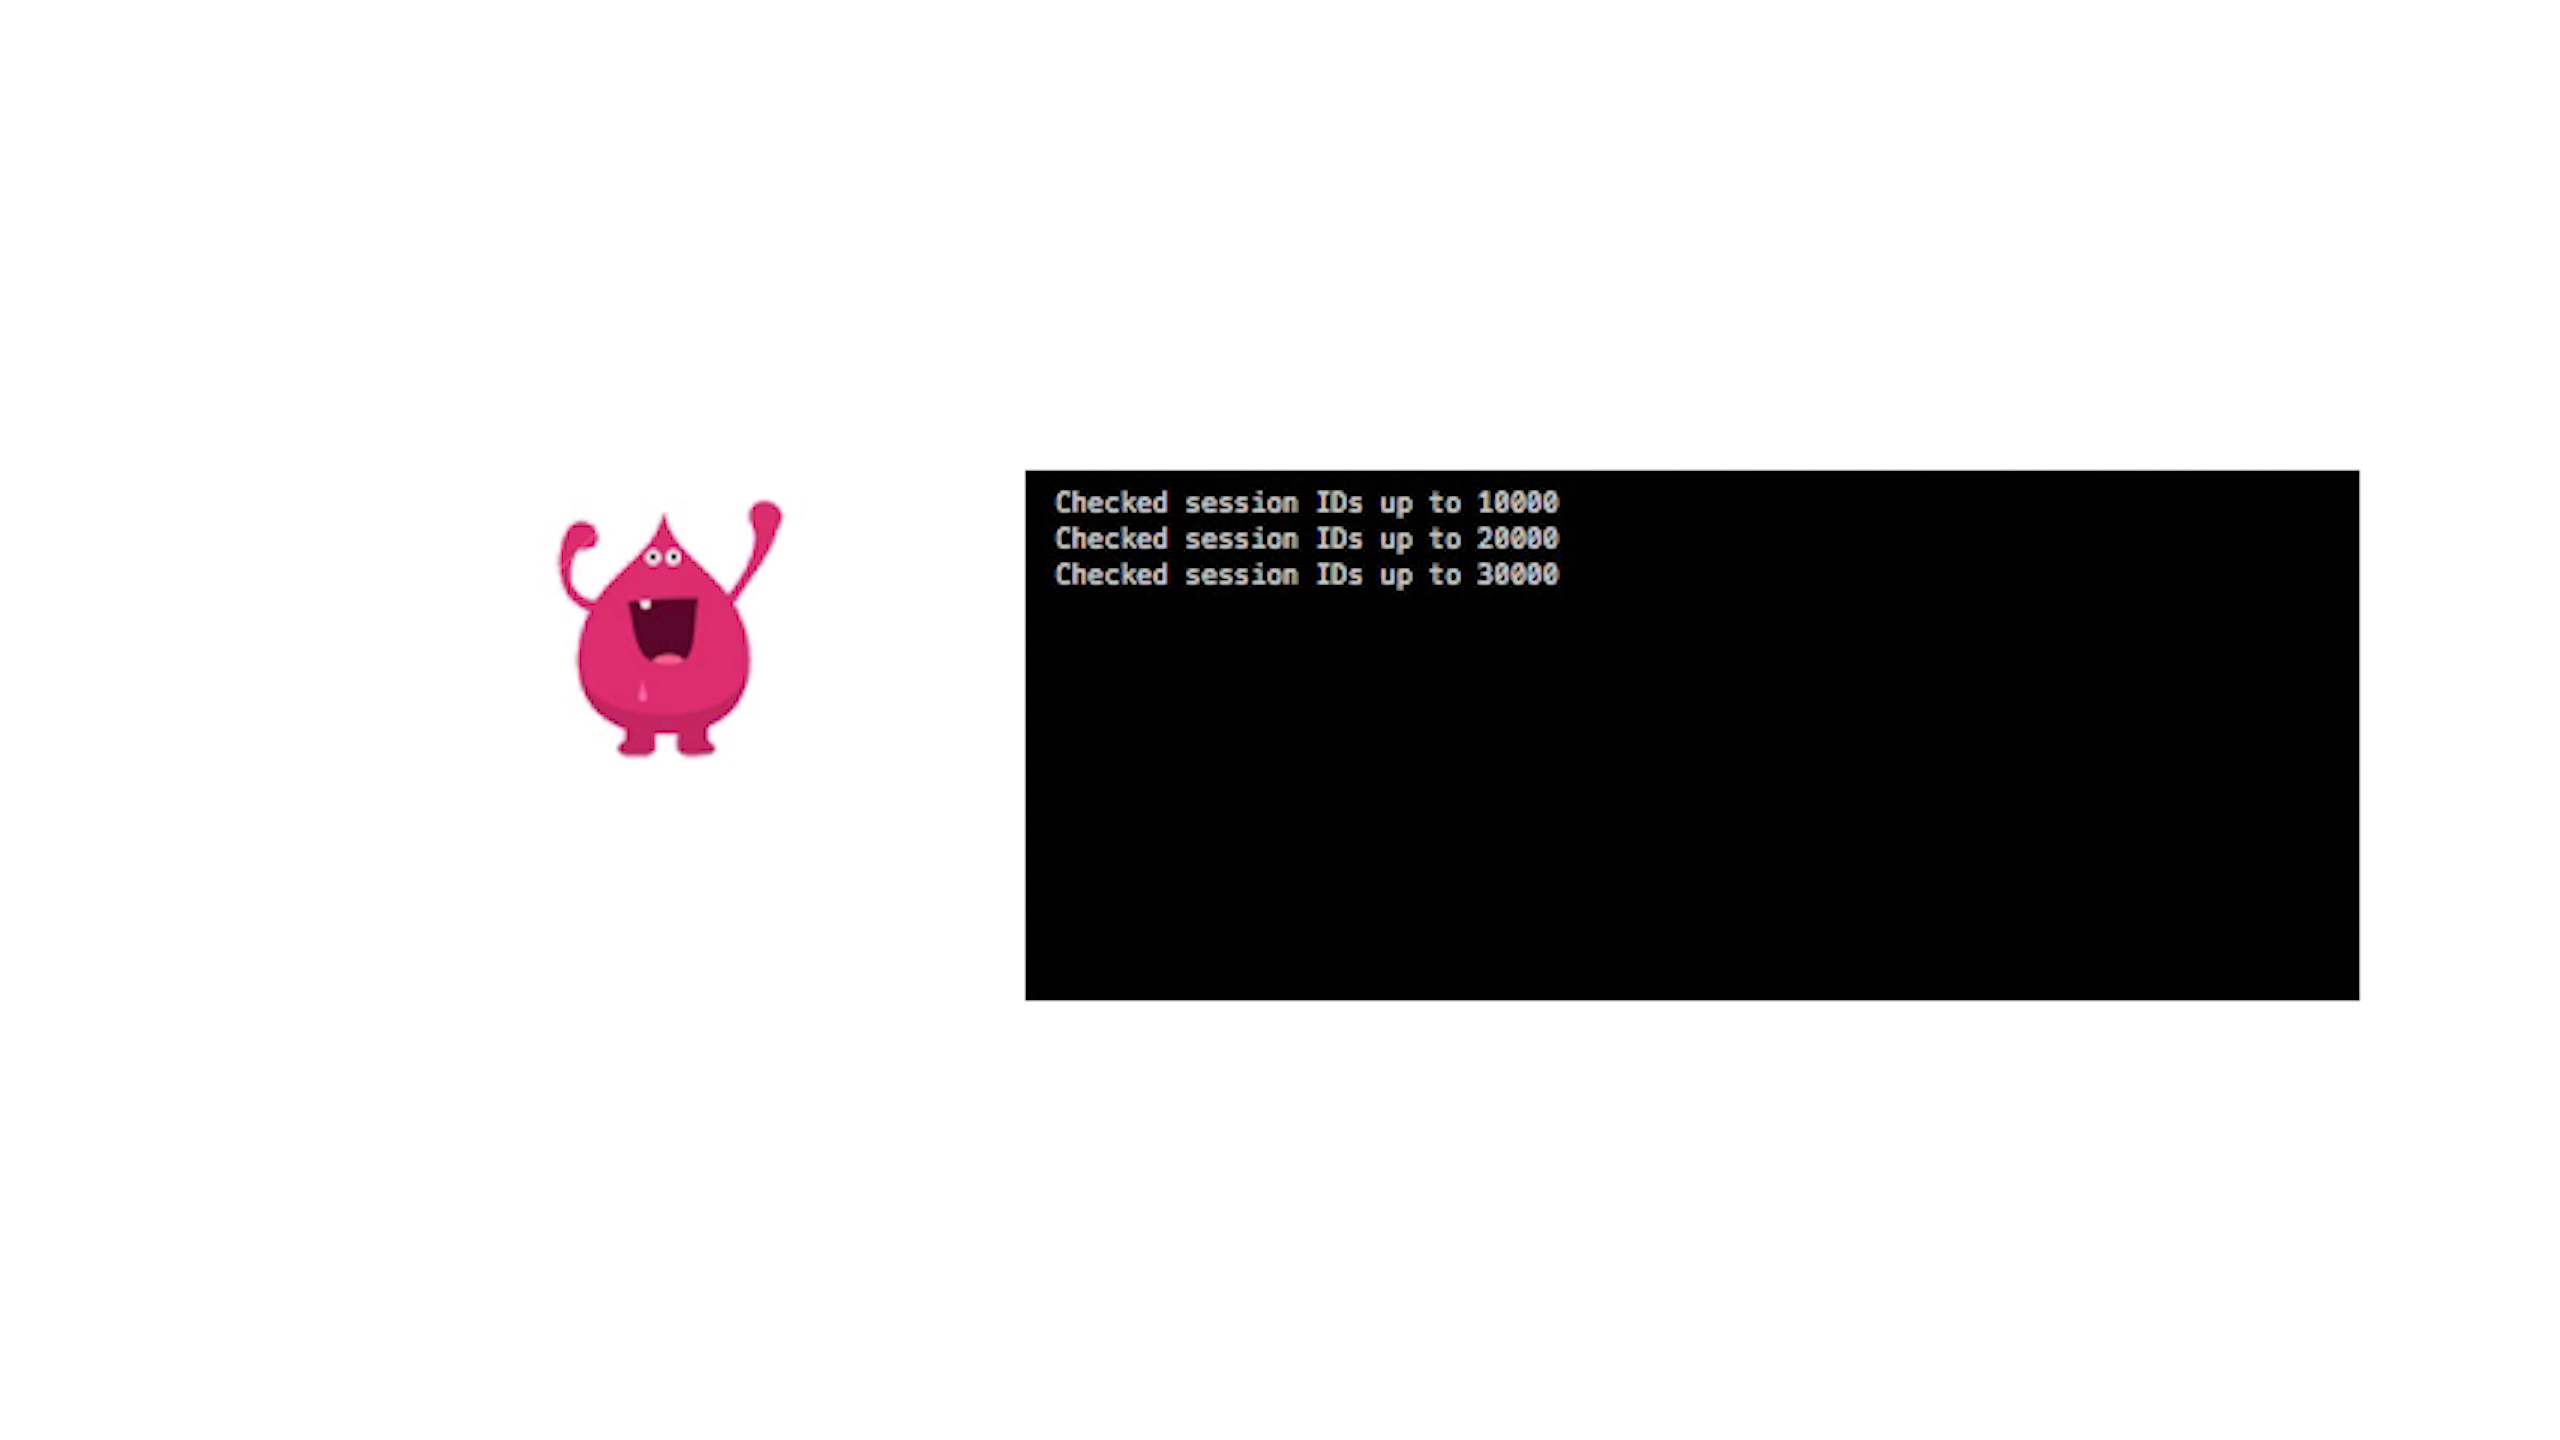 Checked session IDs up to 10000
Checked session IDs up to 20000
Checked session IDs up to 30000